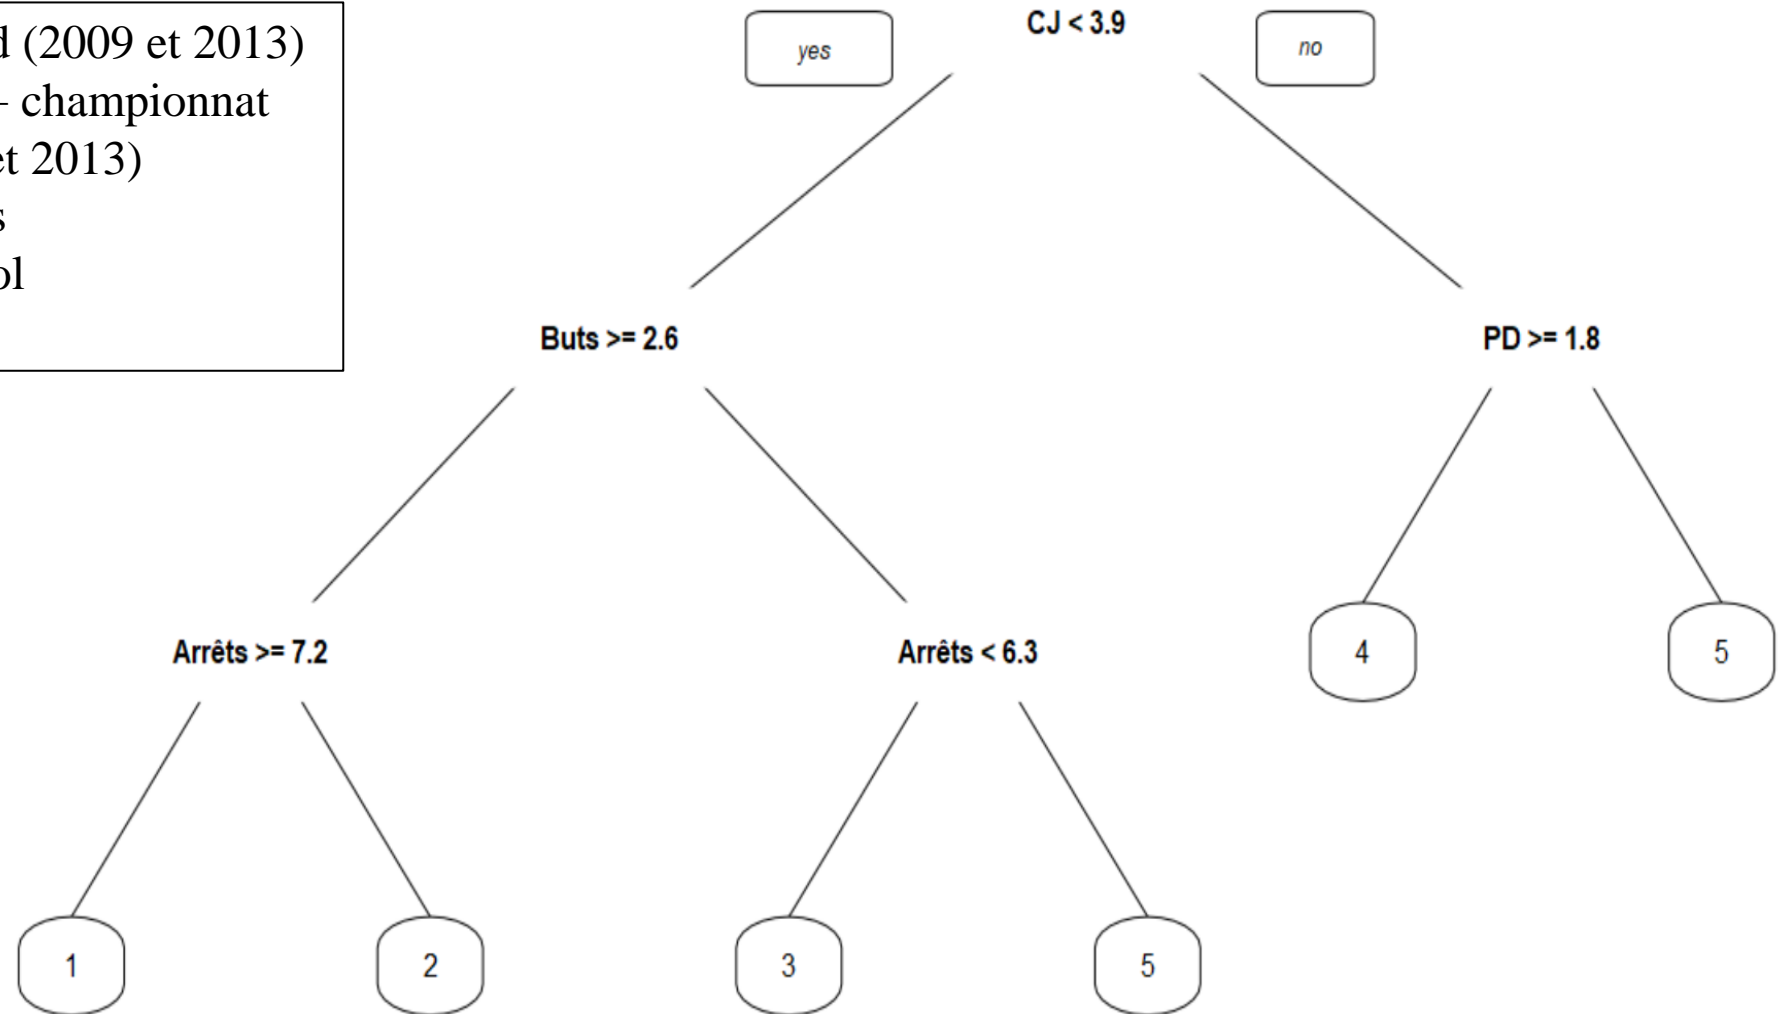 (2009 et 2013)
– championnat
et 2013)
yes
CJ < 3.9
no
Buts >= 2.6
PD >= 1.8
Arrêts >= 7.2
Arrêts < 6.3
4
5
1
2
3
5